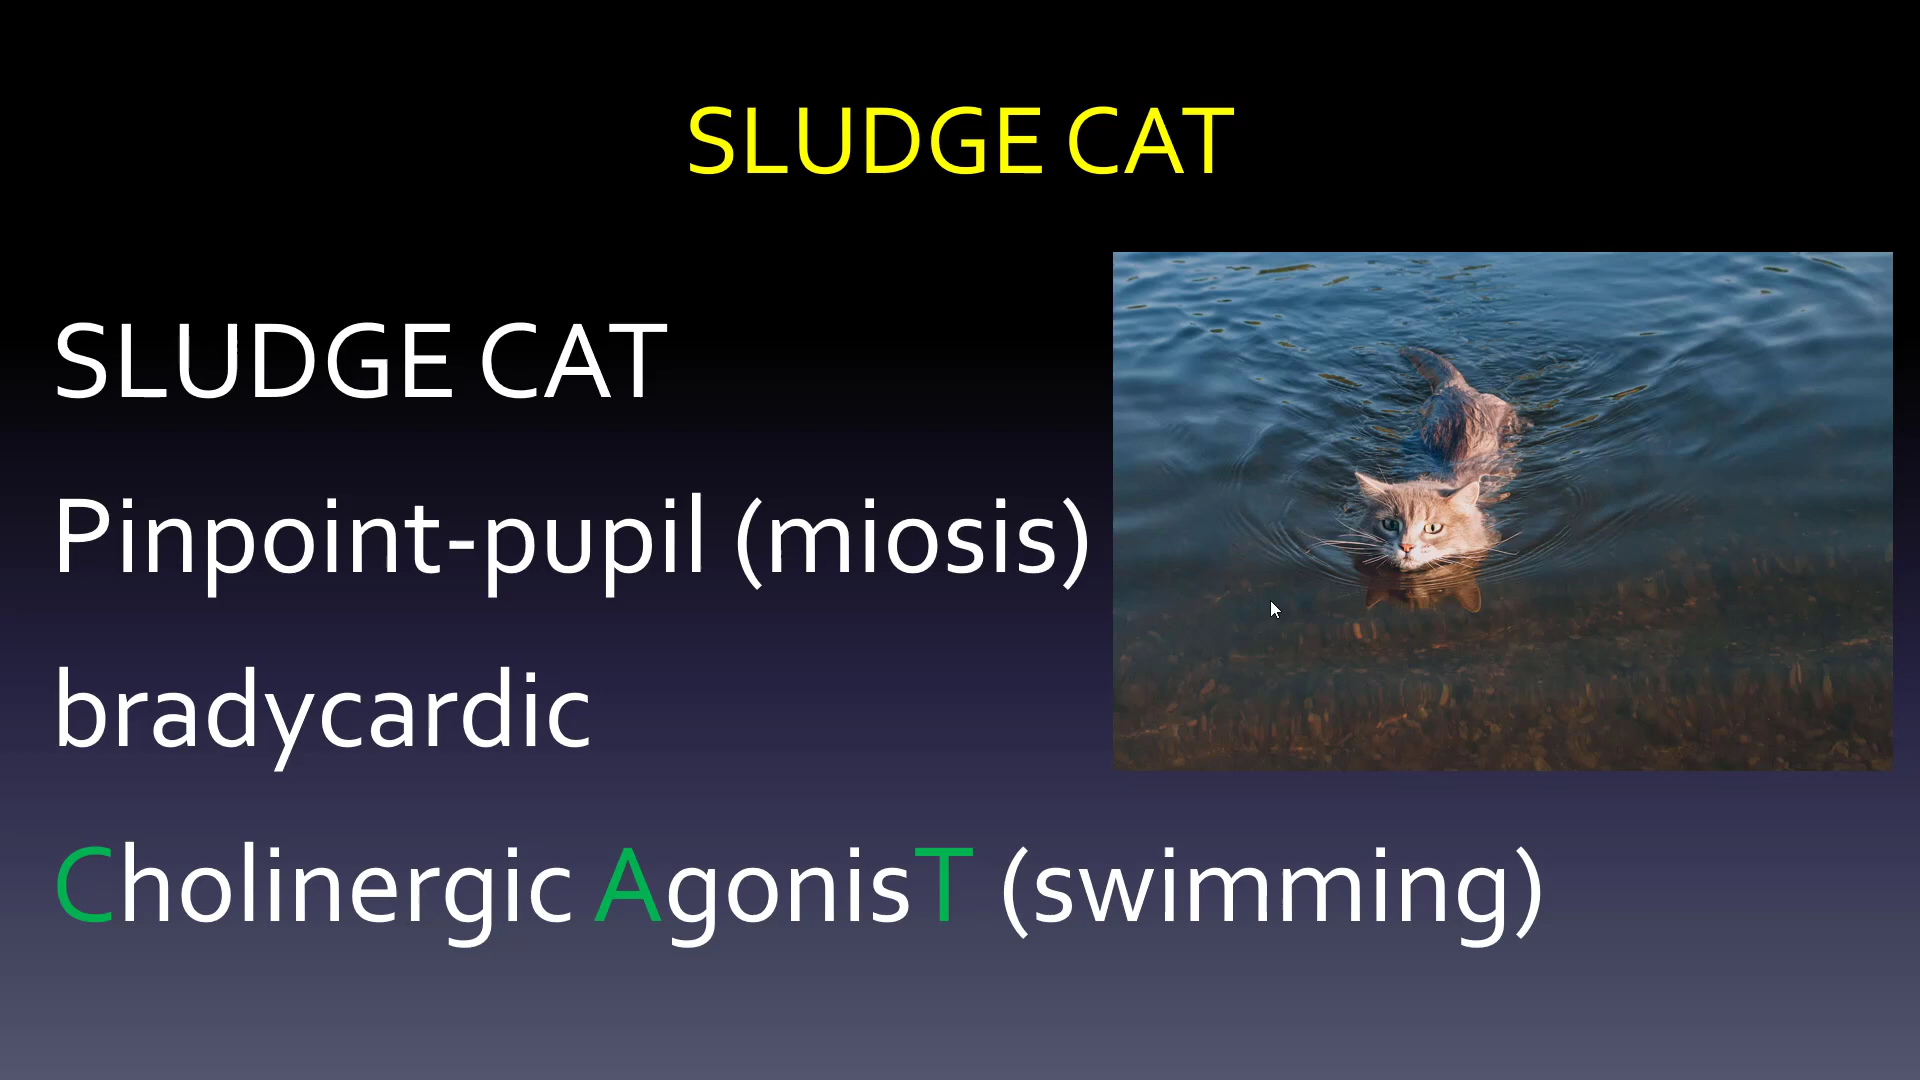 SLUDGE CAT
SLUDGE CAT
Pinpoint-pupil (miosis)
bradycardic
Cholinergic AgonisT (swimming)